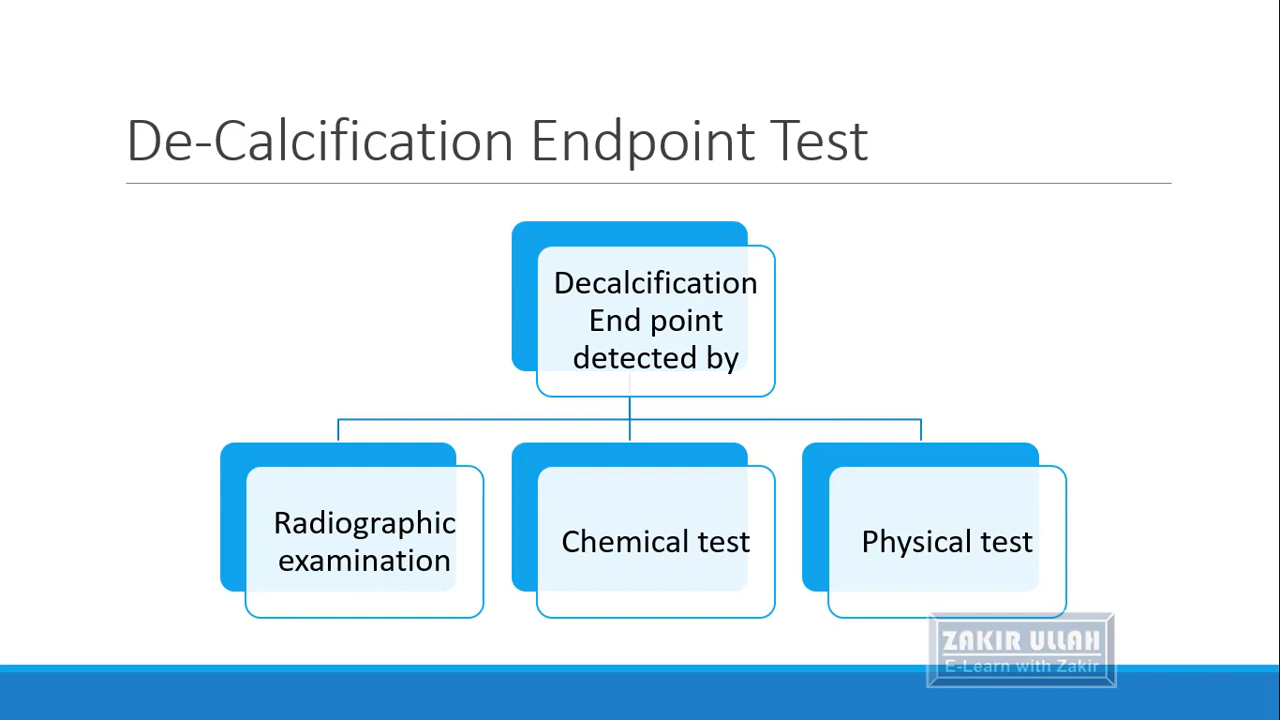 De-Calcification Endpoint Test
Decalcification
End point
detected by
Radiographic
examination
Chemical test
Physical test
ZAKIR ULLAH
E-Learn with Zakir